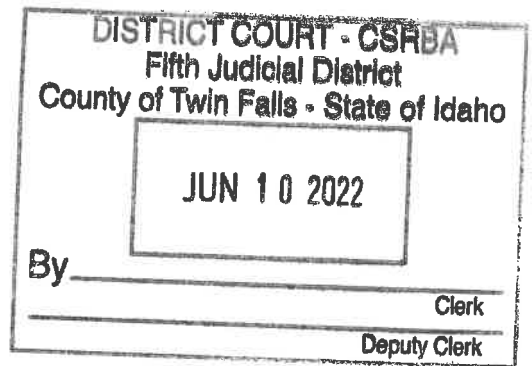 DISTRICT COURT - CSRBA
Fifth Judicial District
County of Twin Falls - State of Idaho
JUN 10 2022
By
Clerk
Deputy Clerk